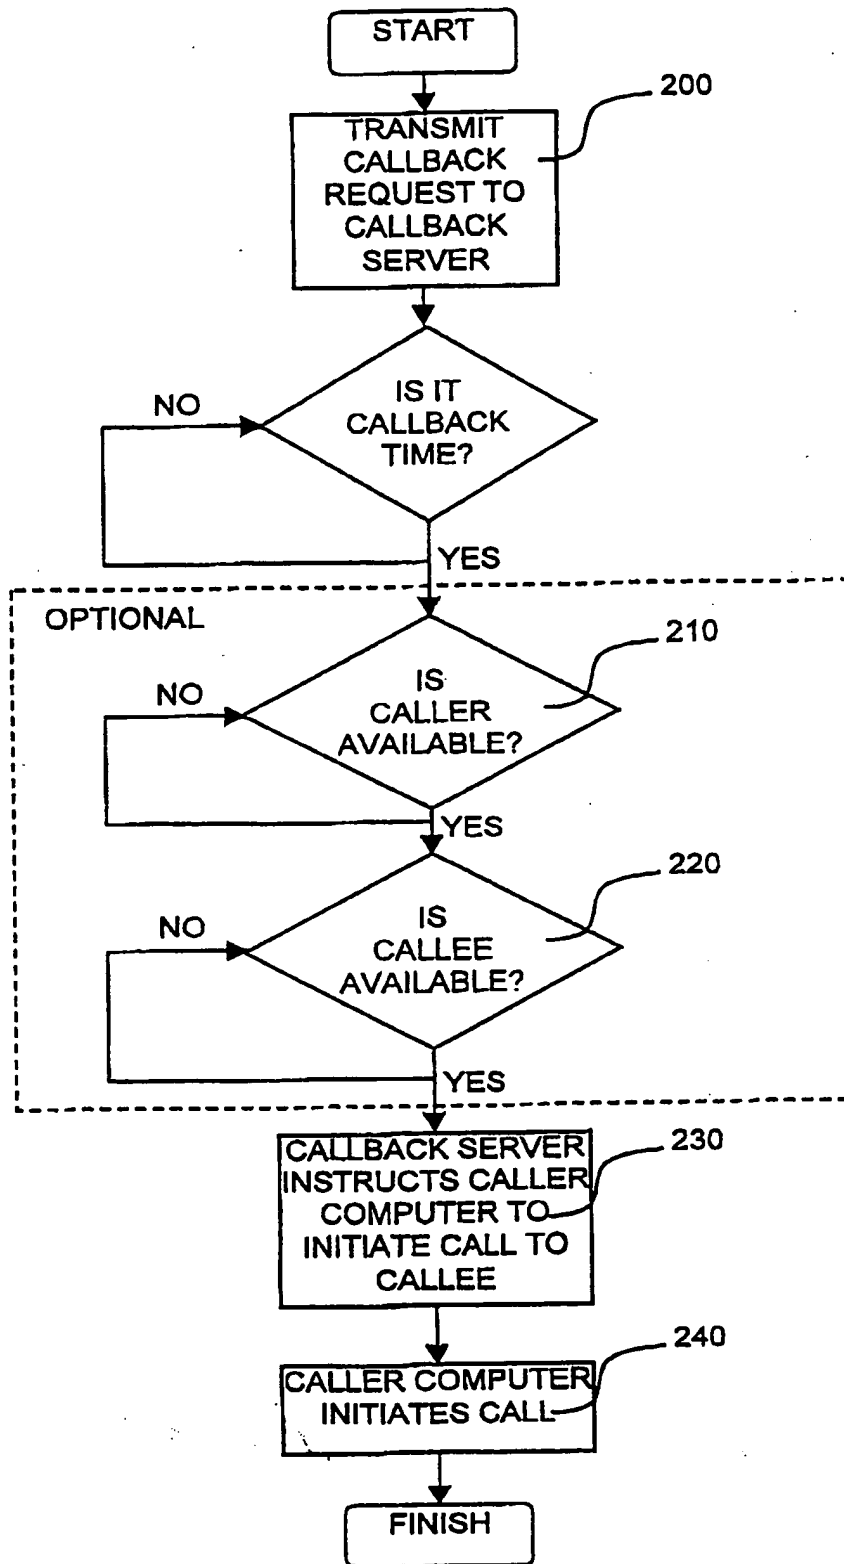 START
200
TRANSMIT
CALLBACK
REQUEST TO
CALLBACK
SERVER
IS IT
CALLBACK
TIME?
NO
YES
OPTIONAL
210
IS
CALLER
AVAILABLE?
NO
YES
220
IS
CALLEE
AVAILABLE?
NO
YES
230
CALLBACK SERVER
INSTRUCTS CALLER
COMPUTER TO
INITIATE CALL TO
CALLEE
240
CALLER COMPUTER
INITIATES CALL
FINISH